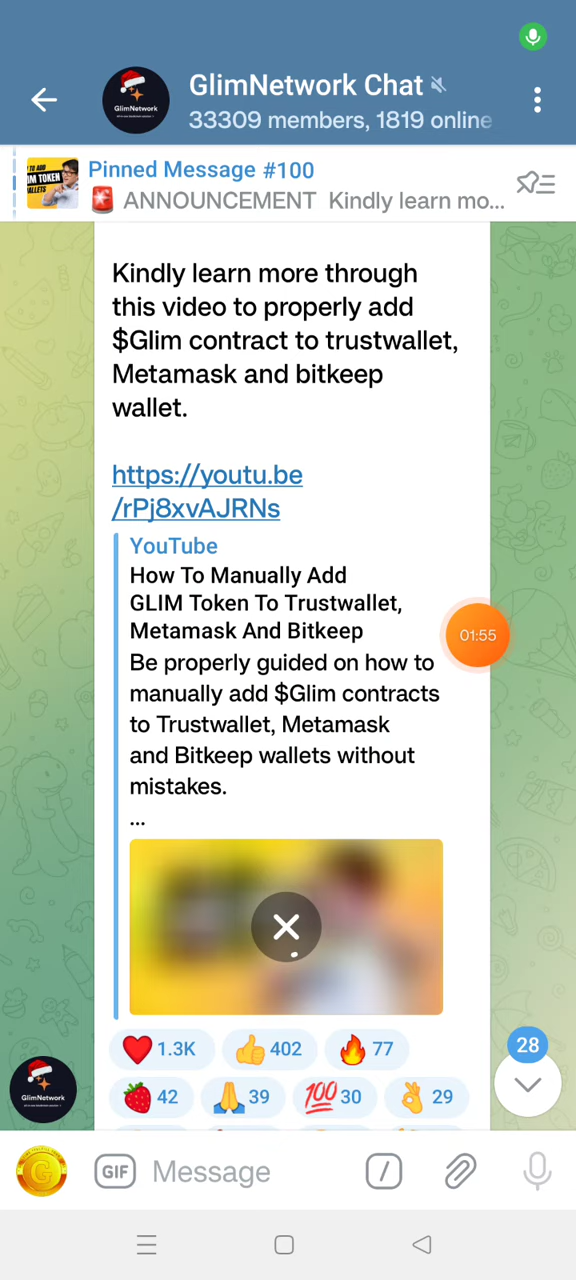 GlimNetwork Chat
33309 members, 1819 online
Pinned Message #100
🚨 ANNOUNCEMENT Kindly learn mo...
Kindly learn more through
this video to properly add
$Glim contract to trustwallet,
Metamask and bitkeep
wallet.
https://youtu.be
/rPj8xvAJRNs
YouTube
How To Manually Add
GLIM Token To Trustwallet,
Metamask And Bitkeep
01:55
Be properly guided on how to
manually add $Glim contracts
to Trustwallet, Metamask
and Bitkeep wallets without
mistakes.
...
❤️ 1.3K 👍 402 🔥 77
🍓 42 🙏 39 💯 30 👌 29
28
GlimNetwork
GIF Message